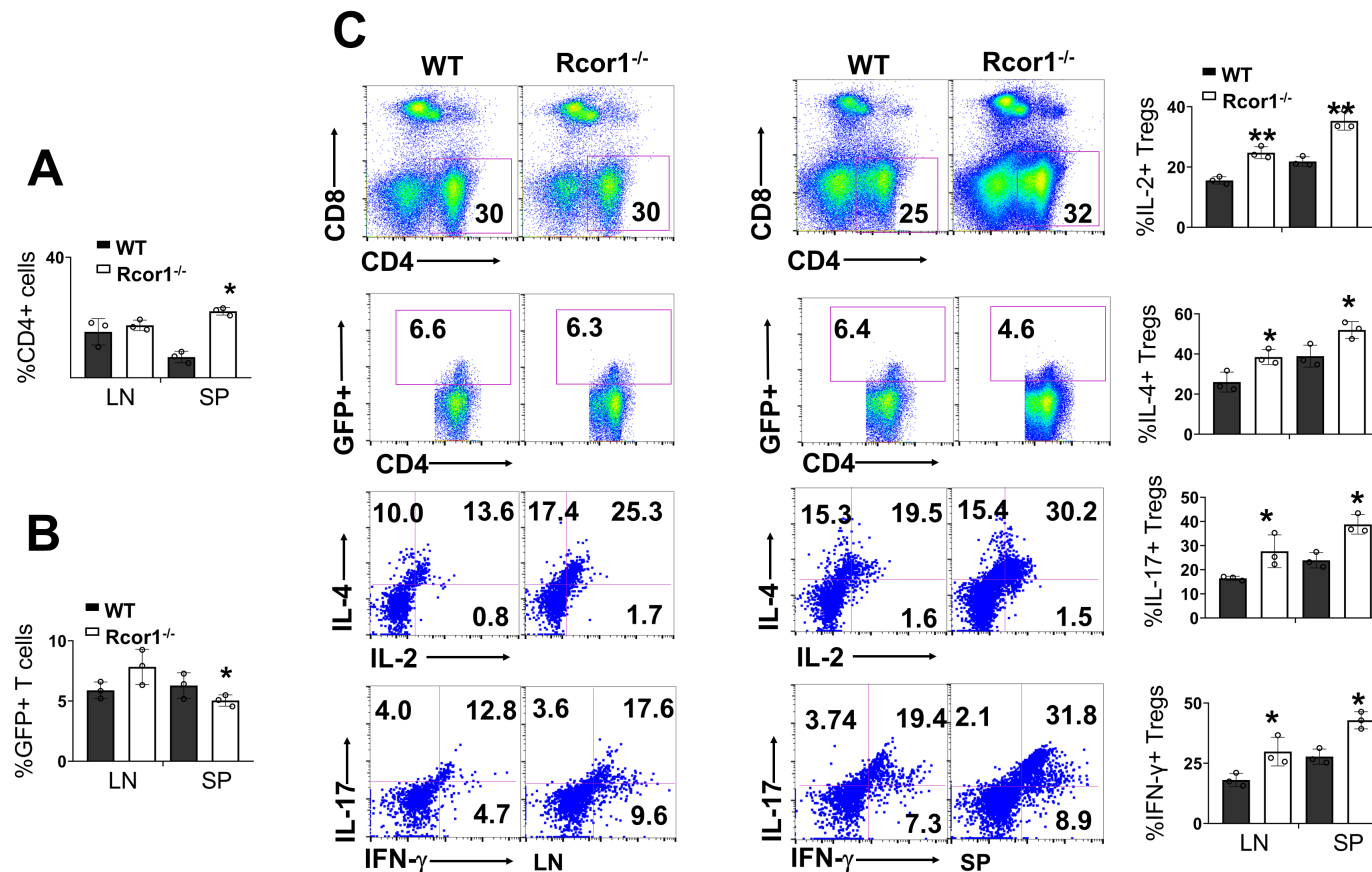 A
WT
Rcor1-/-
%CD4+ cells
40
*
LN SP
B
WT
Rcor1-/-
%GFP+ T cells
10
5
0
*
LN SP
C
WT Rcor1-/-
CD8
30 30
CD4
GFP+
6.6 6.3
CD4
IL-4
10.0 13.6 17.4 25.3
0.8 1.7
IL-2
IL-17
4.0 12.8 3.6 17.6
4.7 9.6
IFN-γ LN
WT Rcor1-/-
CD8
25 32
CD4
GFP+
6.4 4.6
CD4
IL-4
15.3 19.5 15.4 30.2
1.6 1.5
IL-2
IL-17
3.74 19.4 2.1 31.8
7.3 8.9
IFN-γ SP
WT
Rcor1-/-
%IL-2+ Tregs
40
20
0
** **
%IL-4+ Tregs
60
40
20
0
* *
%IL-17+ Tregs
50
40
30
20
10
0
* *
%IFN-γ+ Tregs
50
25
0
* *
LN SP